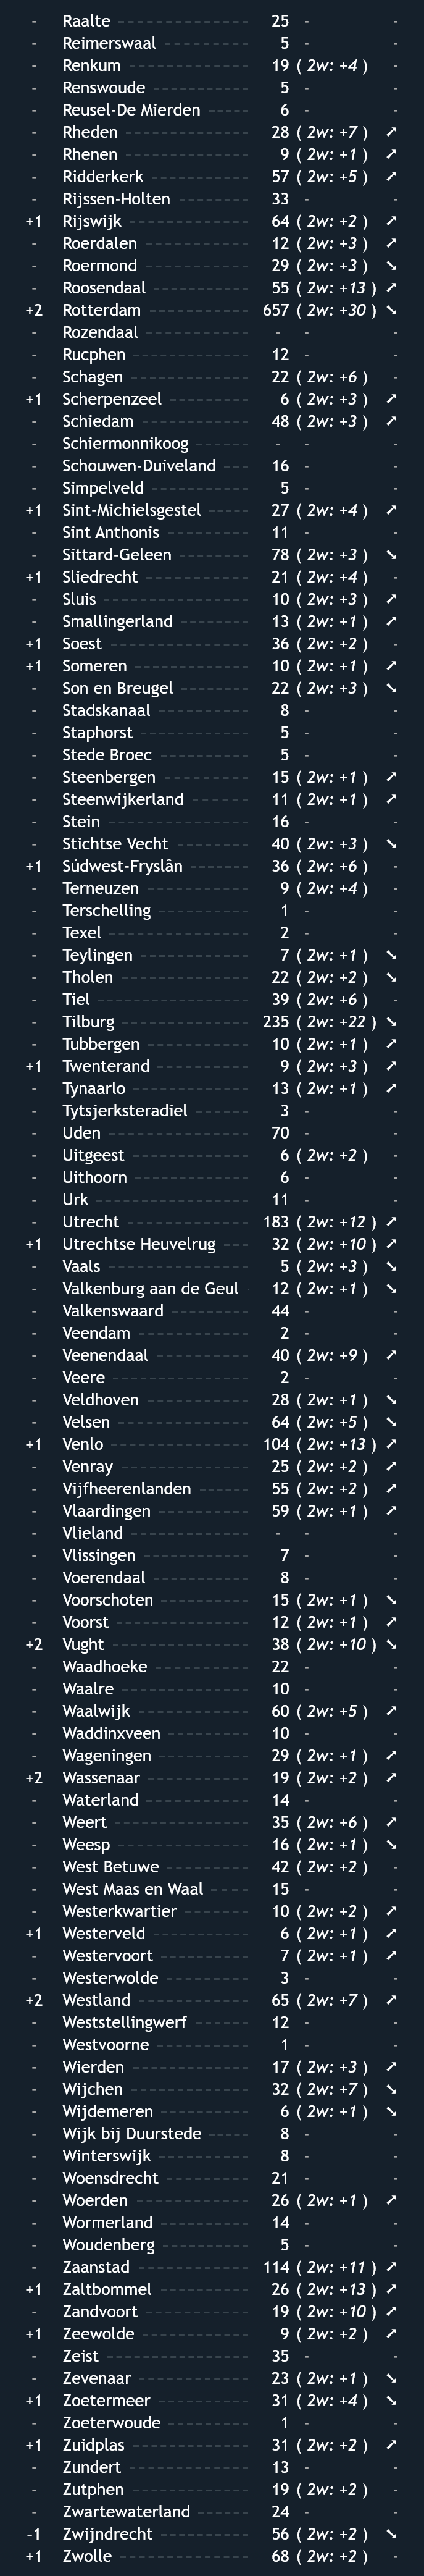 - Raalte 25 - -
- Reimerswaal 5 - -
- Renkum 19 ( 2w: +4 ) -
- Renswoude 5 - -
- Reusel-De Mierden 6 - -
- Rheden 28 ( 2w: +7 ) ↗
- Rhenen 9 ( 2w: +1 ) ↗
- Ridderkerk 57 ( 2w: +5 ) ↗
- Rijssen-Holten 33 - -
+1 Rijswijk 64 ( 2w: +2 ) ↗
- Roerdalen 12 ( 2w: +3 ) ↗
- Roermond 29 ( 2w: +3 ) ↘
- Roosendaal 55 ( 2w: +13 ) ↗
+2 Rotterdam 657 ( 2w: +30 ) ↘
- Rozendaal - - -
- Rucphen 12 - -
- Schagen 22 ( 2w: +6 ) -
+1 Scherpenzeel 6 ( 2w: +3 ) ↗
- Schiedam 48 ( 2w: +3 ) ↗
- Schiermonnikoog - - -
- Schouwen-Duiveland 16 - -
- Simpelveld 5 - -
+1 Sint-Michielsgestel 27 ( 2w: +4 ) ↗
- Sint Anthonis 11 - -
- Sittard-Geleen 78 ( 2w: +3 ) ↘
+1 Sliedrecht 21 ( 2w: +4 ) -
- Sluis 10 ( 2w: +3 ) ↗
- Smallingerland 13 ( 2w: +1 ) ↗
+1 Soest 36 ( 2w: +2 ) -
+1 Someren 10 ( 2w: +1 ) ↗
- Son en Breugel 22 ( 2w: +3 ) ↘
- Stadskanaal 8 - -
- Staphorst 5 - -
- Stede Broec 5 - -
- Steenbergen 15 ( 2w: +1 ) ↗
- Steenwijkerland 11 ( 2w: +1 ) ↗
- Stein 16 - -
- Stichtse Vecht 40 ( 2w: +3 ) ↘
+1 Súdwest-Fryslân 36 ( 2w: +6 ) -
- Terneuzen 9 ( 2w: +4 ) -
- Terschelling 1 - -
- Texel 2 - -
- Teylingen 7 ( 2w: +1 ) ↘
- Tholen 22 ( 2w: +2 ) ↘
- Tiel 39 ( 2w: +6 ) -
- Tilburg 235 ( 2w: +22 ) ↘
- Tubbergen 10 ( 2w: +1 ) ↗
+1 Twenterand 9 ( 2w: +3 ) ↗
- Tynaarlo 13 ( 2w: +1 ) ↗
- Tytsjerksteradiel 3 - -
- Uden 70 - -
- Uitgeest 6 ( 2w: +2 ) -
- Uithoorn 6 - -
- Urk 11 - -
- Utrecht 183 ( 2w: +12 ) ↗
+1 Utrechtse Heuvelrug 32 ( 2w: +10 ) ↗
- Vaals 5 ( 2w: +3 ) ↘
- Valkenburg aan de Geul 12 ( 2w: +1 ) ↘
- Valkenswaard 44 - -
- Veendam 2 - -
- Veenendaal 40 ( 2w: +9 ) ↗
- Veere 2 - -
- Veldhoven 28 ( 2w: +1 ) ↘
- Velsen 64 ( 2w: +5 ) ↘
+1 Venlo 104 ( 2w: +13 ) ↗
- Venray 25 ( 2w: +2 ) ↗
- Vijfheerenlanden 55 ( 2w: +2 ) ↗
- Vlaardingen 59 ( 2w: +1 ) ↗
- Vlieland - - -
- Vlissingen 7 - -
- Voerendaal 8 - -
- Voorschoten 15 ( 2w: +1 ) ↘
- Voorst 12 ( 2w: +1 ) ↗
+2 Vught 38 ( 2w: +10 ) ↘
- Waadhoeke 22 - -
- Waalre 10 - -
- Waalwijk 60 ( 2w: +5 ) ↗
- Waddinxveen 10 - -
- Wageningen 29 ( 2w: +1 ) ↗
+2 Wassenaar 19 ( 2w: +2 ) ↗
- Waterland 14 - -
- Weert 35 ( 2w: +6 ) ↗
- Weesp 16 ( 2w: +1 ) ↘
- West Betuwe 42 ( 2w: +2 ) -
- West Maas en Waal 15 - -
- Westerkwartier 10 ( 2w: +2 ) ↗
+1 Westerveld 6 ( 2w: +1 ) ↗
- Westervoort 7 ( 2w: +1 ) ↗
- Westerwolde 3 - -
+2 Westland 65 ( 2w: +7 ) ↗
- Weststellingwerf 12 - -
- Westvoorne 1 - -
- Wierden 17 ( 2w: +3 ) ↗
- Wijchen 32 ( 2w: +7 ) ↘
- Wijdemeren 6 ( 2w: +1 ) ↘
- Wijk bij Duurstede 8 - -
- Winterswijk 8 - -
- Woensdrecht 21 - -
- Woerden 26 ( 2w: +1 ) ↗
- Wormerland 14 - -
- Woudenberg 5 - -
- Zaanstad 114 ( 2w: +11 ) ↗
+1 Zaltbommel 26 ( 2w: +13 ) ↗
- Zandvoort 19 ( 2w: +10 ) ↗
+1 Zeewolde 9 ( 2w: +2 ) ↗
- Zeist 35 - -
- Zevenaar 23 ( 2w: +1 ) ↘
+1 Zoetermeer 31 ( 2w: +4 ) ↘
- Zoeterwoude 1 - -
+1 Zuidplas 31 ( 2w: +2 ) ↗
- Zundert 13 - -
- Zutphen 19 ( 2w: +2 ) -
- Zwartewaterland 24 - -
-1 Zwijndrecht 56 ( 2w: +2 ) ↘
+1 Zwolle 68 ( 2w: +2 ) -